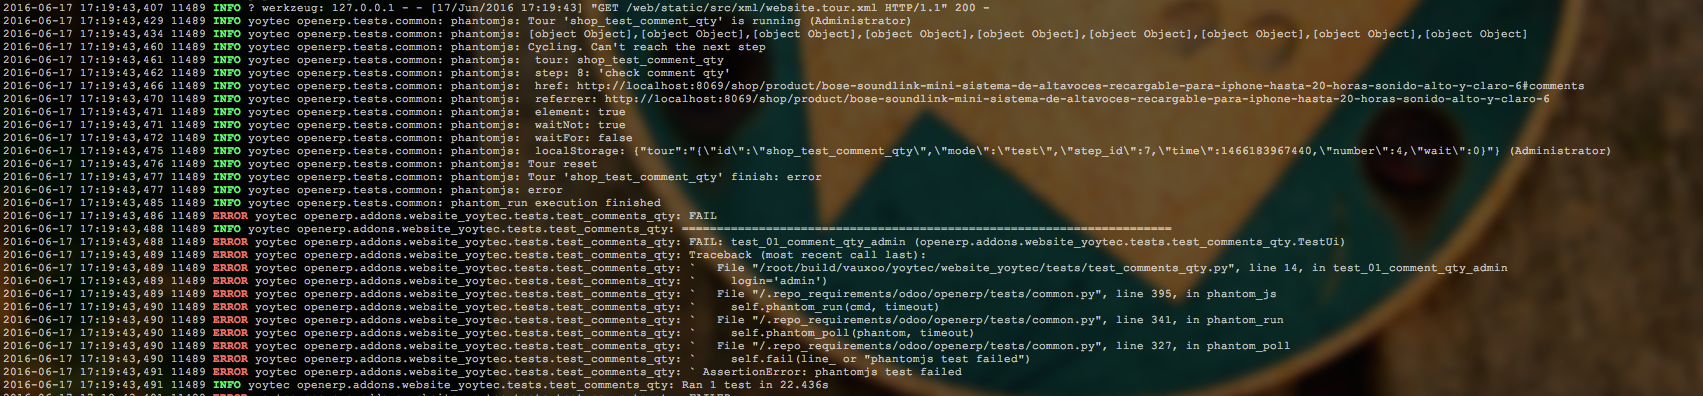 2016-06-17 17:19:43,407 11489 INFO ? werkzeug: 127.0.0.1 - - [17/Jun/2016 17:19:43] "GET /web/static/src/xml/website.tour.xml HTTP/1.1" 200 -
2016-06-17 17:19:43,429 11489 INFO yoytec openerp.tests.common: phantomjs: Tour 'shop_test_comment_qty' is running (Administrator)
2016-06-17 17:19:43,434 11489 INFO yoytec openerp.tests.common: phantomjs: [object Object],[object Object],[object Object],[object Object],[object Object],[object Object],[object Object],[object Object],[object Object]
2016-06-17 17:19:43,460 11489 INFO yoytec openerp.tests.common: phantomjs: Cycling. Can't reach the next step
2016-06-17 17:19:43,461 11489 INFO yoytec openerp.tests.common: phantomjs:  tour: shop_test_comment_qty
2016-06-17 17:19:43,462 11489 INFO yoytec openerp.tests.common: phantomjs:  step: 8: 'check comment qty'
2016-06-17 17:19:43,466 11489 INFO yoytec openerp.tests.common: phantomjs:  href: http://localhost:8069/shop/product/bose-soundlink-mini-sistema-de-altavoces-recargable-para-iphone-hasta-20-horas-sonido-alto-y-claro-6#comments
2016-06-17 17:19:43,470 11489 INFO yoytec openerp.tests.common: phantomjs:  referrer: http://localhost:8069/shop/product/bose-soundlink-mini-sistema-de-altavoces-recargable-para-iphone-hasta-20-horas-sonido-alto-y-claro-6
2016-06-17 17:19:43,471 11489 INFO yoytec openerp.tests.common: phantomjs:  element: true
2016-06-17 17:19:43,471 11489 INFO yoytec openerp.tests.common: phantomjs:  waitNot: true
2016-06-17 17:19:43,472 11489 INFO yoytec openerp.tests.common: phantomjs:  waitFor: false
2016-06-17 17:19:43,475 11489 INFO yoytec openerp.tests.common: phantomjs:  localStorage: {"tour":"{\"id\":\"shop_test_comment_qty\",\"mode\":\"test\",\"step_id\":7,\"time\":1466183967440,\"number\":4,\"wait\":0}"} (Administrator)
2016-06-17 17:19:43,476 11489 INFO yoytec openerp.tests.common: phantomjs: Tour reset
2016-06-17 17:19:43,477 11489 INFO yoytec openerp.tests.common: phantomjs: Tour 'shop_test_comment_qty' finish: error
2016-06-17 17:19:43,477 11489 INFO yoytec openerp.tests.common: phantomjs: error
2016-06-17 17:19:43,485 11489 INFO yoytec openerp.tests.common: phantom_run execution finished
2016-06-17 17:19:43,486 11489 ERROR yoytec openerp.addons.website_yoytec.tests.test_comments_qty: FAIL
2016-06-17 17:19:43,488 11489 INFO yoytec openerp.addons.website_yoytec.tests.test_comments_qty: ======================================================================
2016-06-17 17:19:43,488 11489 ERROR yoytec openerp.addons.website_yoytec.tests.test_comments_qty: FAIL: test_01_comment_qty_admin (openerp.addons.website_yoytec.tests.test_comments_qty.TestUi)
2016-06-17 17:19:43,489 11489 ERROR yoytec openerp.addons.website_yoytec.tests.test_comments_qty: Traceback (most recent call last):
2016-06-17 17:19:43,489 11489 ERROR yoytec openerp.addons.website_yoytec.tests.test_comments_qty: `   File "/root/build/vauxoo/yoytec/website_yoytec/tests/test_comments_qty.py", line 14, in test_01_comment_qty_admin
2016-06-17 17:19:43,489 11489 ERROR yoytec openerp.addons.website_yoytec.tests.test_comments_qty: `     login='admin')
2016-06-17 17:19:43,489 11489 ERROR yoytec openerp.addons.website_yoytec.tests.test_comments_qty: `   File "/.repo_requirements/odoo/openerp/tests/common.py", line 395, in phantom_js
2016-06-17 17:19:43,490 11489 ERROR yoytec openerp.addons.website_yoytec.tests.test_comments_qty: `     self.phantom_run(cmd, timeout)
2016-06-17 17:19:43,490 11489 ERROR yoytec openerp.addons.website_yoytec.tests.test_comments_qty: `   File "/.repo_requirements/odoo/openerp/tests/common.py", line 341, in phantom_run
2016-06-17 17:19:43,490 11489 ERROR yoytec openerp.addons.website_yoytec.tests.test_comments_qty: `     self.phantom_poll(phantom, timeout)
2016-06-17 17:19:43,490 11489 ERROR yoytec openerp.addons.website_yoytec.tests.test_comments_qty: `   File "/.repo_requirements/odoo/openerp/tests/common.py", line 327, in phantom_poll
2016-06-17 17:19:43,490 11489 ERROR yoytec openerp.addons.website_yoytec.tests.test_comments_qty: `     self.fail(line_ or "phantomjs test failed")
2016-06-17 17:19:43,491 11489 ERROR yoytec openerp.addons.website_yoytec.tests.test_comments_qty: ` AssertionError: phantomjs test failed
2016-06-17 17:19:43,491 11489 INFO yoytec openerp.addons.website_yoytec.tests.test_comments_qty: Ran 1 test in 22.436s